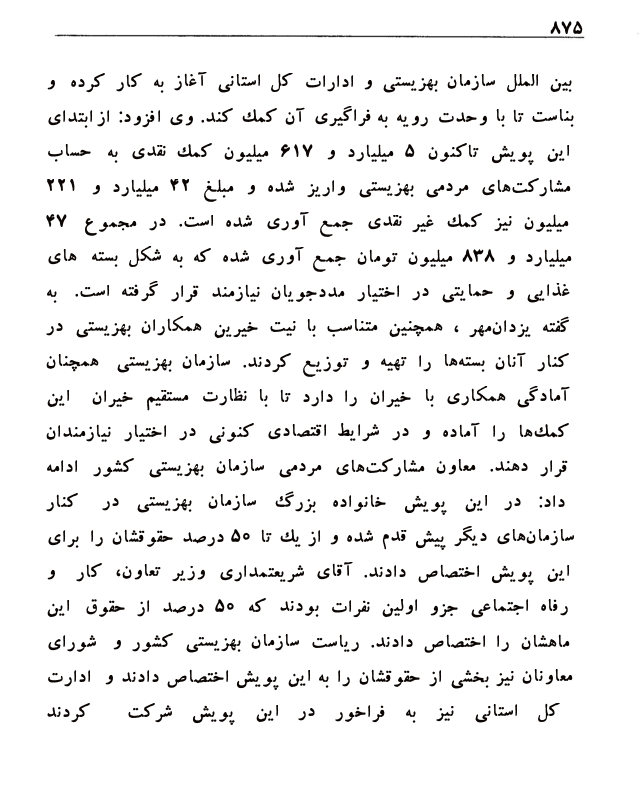 ۸۷۵
بین الملل سازمان بهزیستی و ادارات کل استانی آغاز به کار کرده و
بناست تا با وحدت رویه به فراگیری آن کمك کند. وی افزود: از ابتدای
این پویش تاکنون ۵ میلیارد و ۶۱۷ میلیون کمك نقدی به حساب
مشارکت‌های مردمی بهزیستی واریز شده و مبلغ ۴۲ میلیارد و ۲۲۱
میلیون نیز کمك غیر نقدی جمع آوری شده است. در مجموع ۴۷
میلیارد و ۸۳۸ میلیون تومان جمع آوری شده که به شکل بسته های
غذایی و حمایتی در اختیار مددجویان نیازمند قرار گرفته است. به
گفته یزدان‌مهر ، همچنین متناسب با نیت خیرین همکاران بهزیستی در
کنار آنان بسته‌ها را تهیه و توزیع کردند. سازمان بهزیستی همچنان
آمادگی همکاری با خیران را دارد تا با نظارت مستقیم خیران این
کمك‌ها را آماده و در شرایط اقتصادی کنونی در اختیار نیازمندان
قرار دهند. معاون مشارکت‌های مردمی سازمان بهزیستی کشور ادامه
داد: در این پویش خانواده بزرگ سازمان بهزیستی در کنار
سازمان‌های دیگر پیش قدم شده و از یك تا ۵۰ درصد حقوقشان را برای
این پویش اختصاص دادند. آقای شریعتمداری وزیر تعاون، کار و
رفاه اجتماعی جزو اولین نفرات بودند که ۵۰ درصد از حقوق این
ماهشان را اختصاص دادند. ریاست سازمان بهزیستی کشور و شورای
معاونان نیز بخشی از حقوقشان را به این پویش اختصاص دادند و ادارت
کل استانی نیز به فراخور در این پویش شرکت کردند